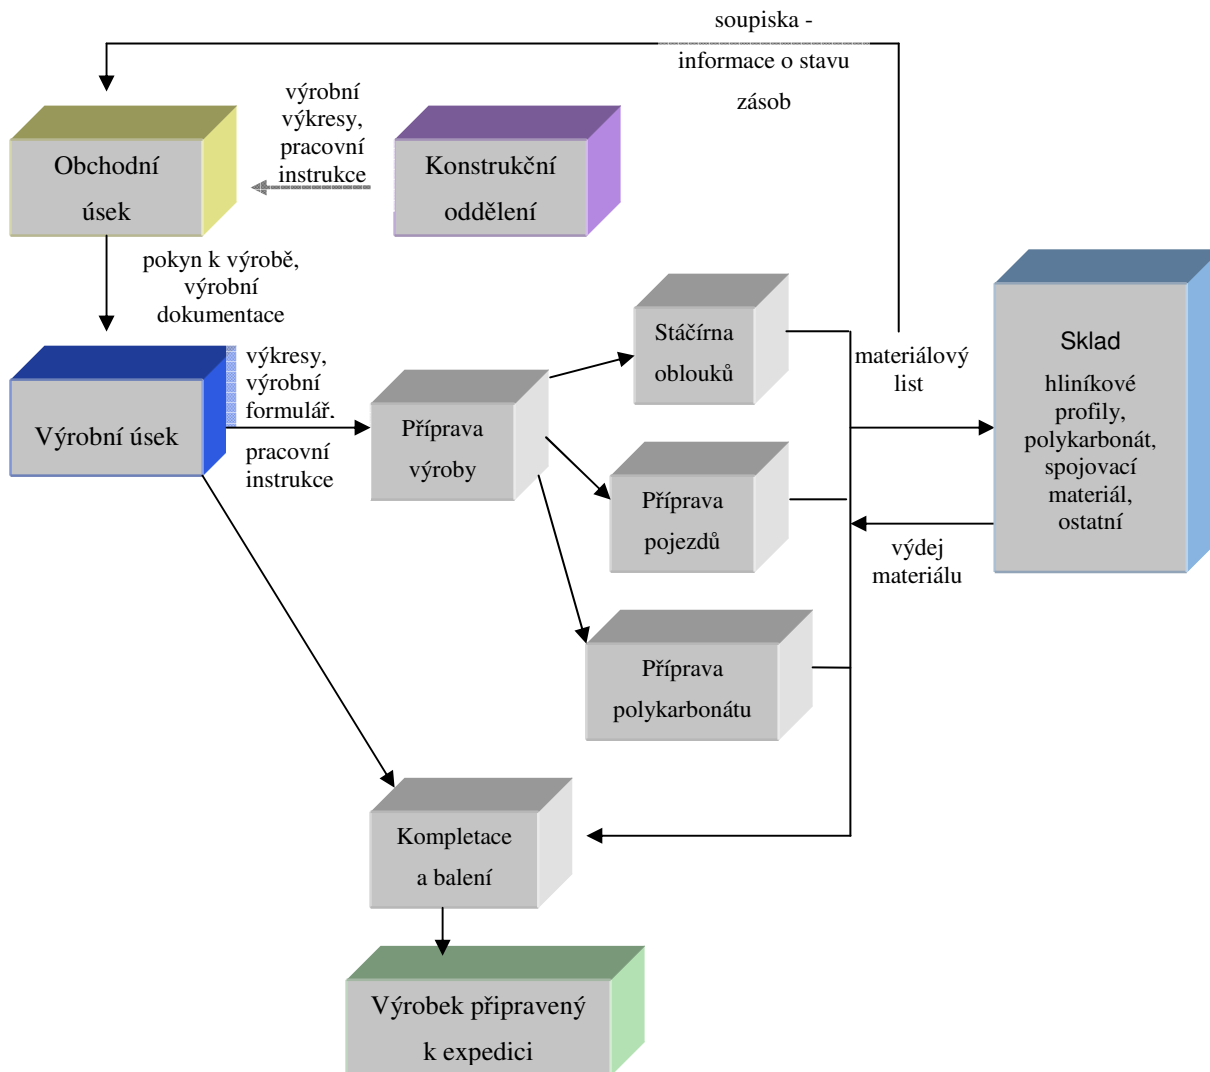 soupiska -
informace o stavu
zásob
výrobní
výkresy,
pracovní
instrukce
Obchodní
úsek
Konstrukční
oddělení
pokyn k výrobě,
výrobní
dokumentace
Stáčírna
oblouků
materiálový
list
Sklad
hliníkové
profily,
polykarbonát,
spojovací
materiál,
ostatní
výkresy,
výrobní
formulář,
pracovní
instrukce
Výrobní úsek
Příprava
výroby
Příprava
pojezdů
výdej
materiálu
Příprava
polykarbonátu
Kompletace
a balení
Výrobek připravený
k expedici